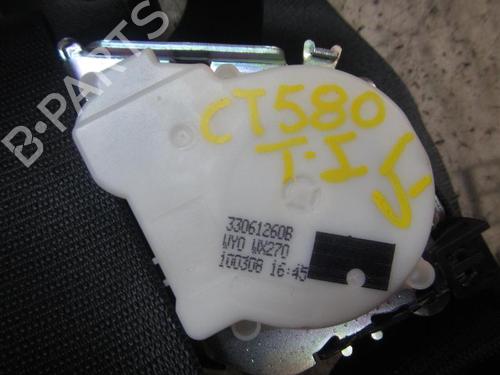 B-PARTS
CT580
T.I
33061260B
WYO WX270
100308 16:45